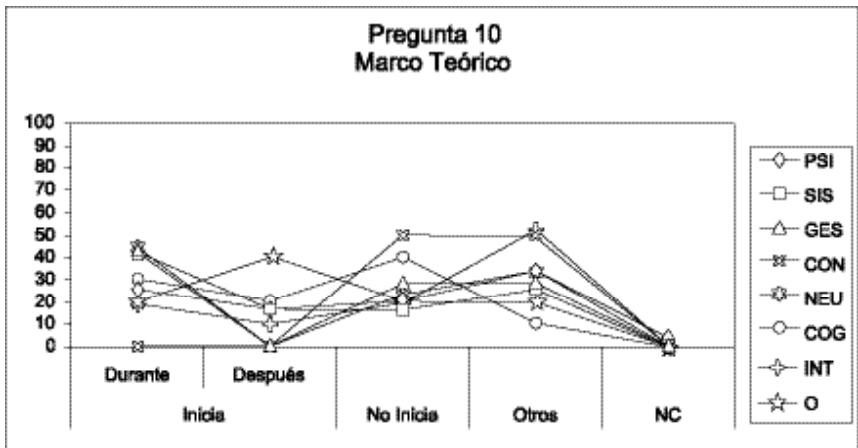 Pregunta 10
Marco Teórico
100
90
80
70
60
50
40
30
20
10
0
Durante
Después
Inicia
No Inicia
Otros
NC
PSI
SIS
GES
CON
NEU
COG
INT
O